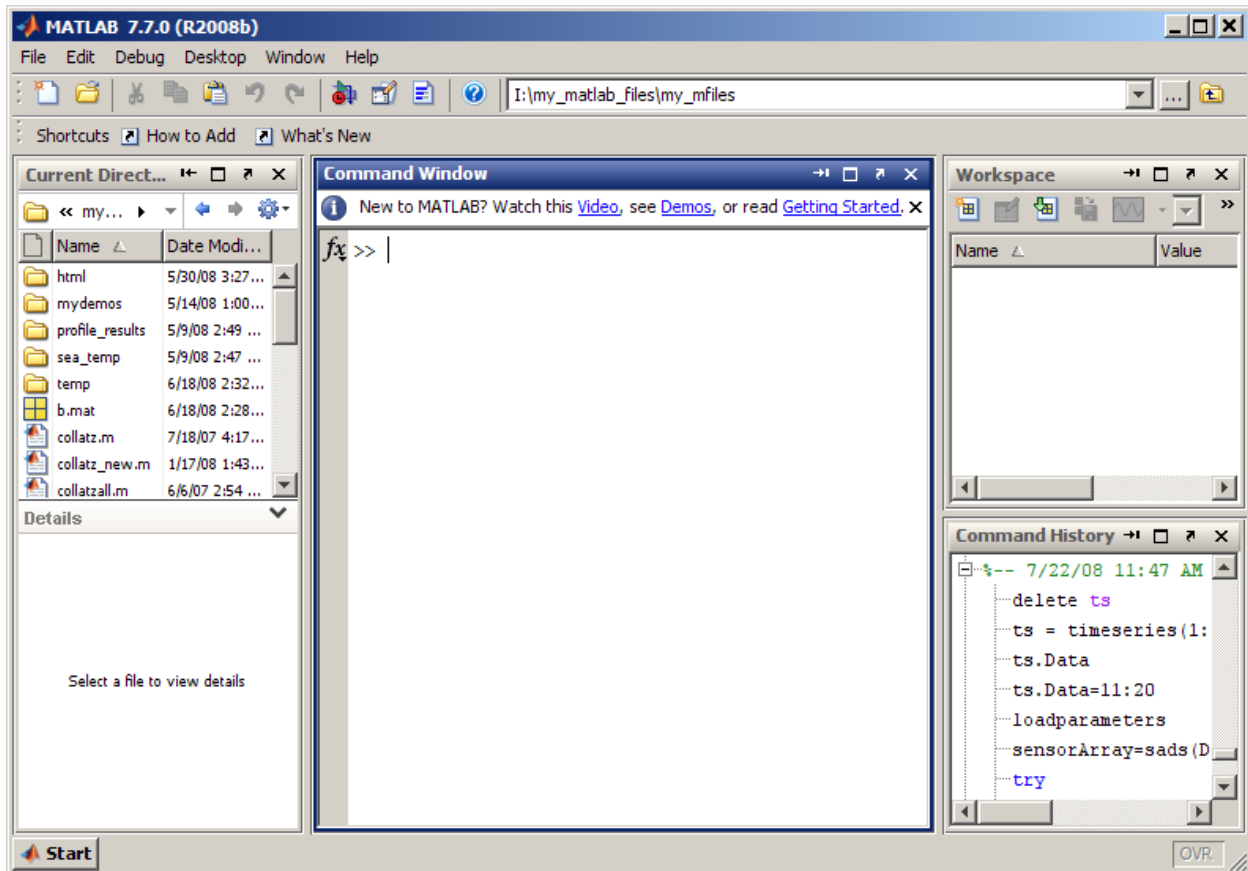 MATLAB 7.7.0 (R2008b)
File Edit Debug Desktop Window Help
I:\my_matlab_files\my_mfiles
...
Shortcuts How to Add What's New
Current Direct...
« my...
Name Date Modi...
html 5/30/08 3:27...
mydemos 5/14/08 1:00...
profile_results 5/9/08 2:49 ...
sea_temp 5/9/08 2:47 ...
temp 6/18/08 2:32...
b.mat 6/18/08 2:28...
collatz.m 7/18/07 4:17...
collatz_new.m 1/17/08 1:43...
collatzall.m 6/6/07 2:54 ...
Details
Select a file to view details
Command Window
New to MATLAB? Watch this Video, see Demos, or read Getting Started.
fx >>
Workspace
»
Name Value
Command History
%-- 7/22/08 11:47 AM
delete ts
ts = timeseries(1:
ts.Data
ts.Data=11:20
loadparameters
sensorArray=sads(D
try
Start
OVR